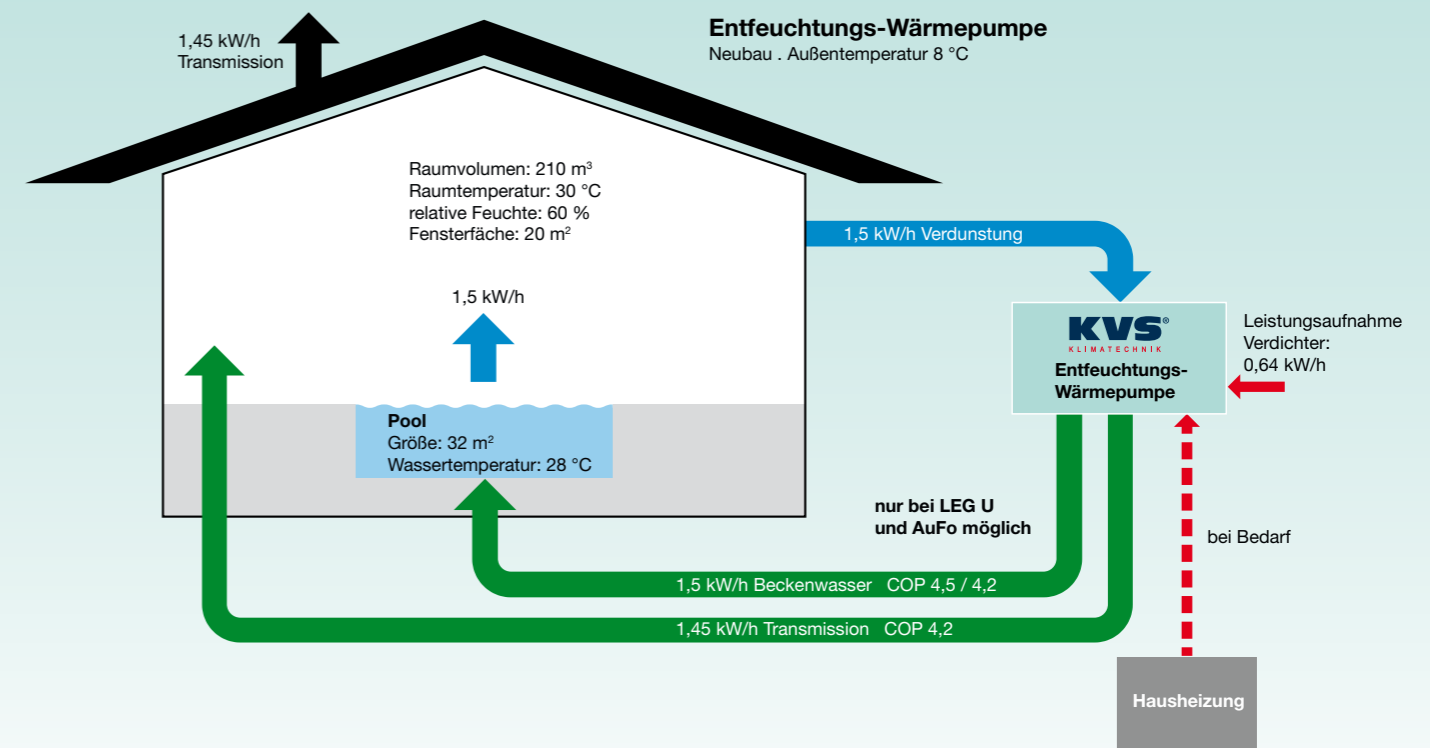 Entfeuchtungs-Wärmepumpe
Neubau . Außentemperatur 8 °C
1,45 kW/h
Transmission
Raumvolumen: 210 m³
Raumtemperatur: 30 °C
relative Feuchte: 60 %
Fensterfäche: 20 m²
1,5 kW/h Verdunstung
1,5 kW/h
KVS®
KLIMATECHNIK
Entfeuchtungs-
Wärmepumpe
Leistungsaufnahme
Verdichter:
0,64 kW/h
Pool
Größe: 32 m²
Wassertemperatur: 28 °C
nur bei LEG U
und AuFo möglich
bei Bedarf
1,5 kW/h Beckenwasser COP 4,5 / 4,2
1,45 kW/h Transmission COP 4,2
Hausheizung